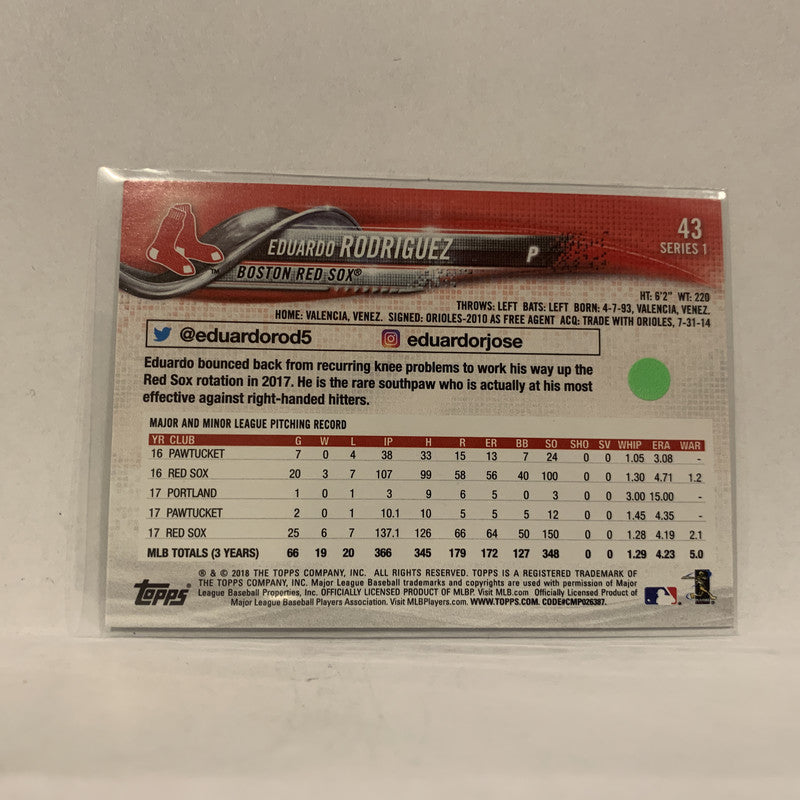 43
SERIES 1
EDUARDO RODRIGUEZ P
BOSTON RED SOX®
TM
HT: 6'2" WT: 220
THROWS: LEFT BATS: LEFT BORN: 4-7-93, VALENCIA, VENEZ.
HOME: VALENCIA, VENEZ. SIGNED: ORIOLES-2010 AS FREE AGENT ACQ: TRADE WITH ORIOLES, 7-31-14
@eduardorod5 eduardorjose
Eduardo bounced back from recurring knee problems to work his way up the
Red Sox rotation in 2017. He is the rare southpaw who is actually at his most
effective against right-handed hitters.
MAJOR AND MINOR LEAGUE PITCHING RECORD
YR CLUB G W L IP H R ER BB SO SHO SV WHIP ERA WAR
16 PAWTUCKET 7 0 4 38 33 15 13 7 24 0 0 1.05 3.08 -
16 RED SOX 20 3 7 107 99 58 56 40 100 0 0 1.30 4.71 1.2
17 PORTLAND 1 0 1 3 9 6 5 0 3 0 0 3.00 15.00 -
17 PAWTUCKET 2 0 1 10.1 10 5 5 5 12 0 0 1.45 4.35 -
17 RED SOX 25 6 7 137.1 126 66 64 50 150 0 0 1.28 4.19 2.1
MLB TOTALS (3 YEARS) 66 19 20 366 345 179 172 127 348 0 0 1.29 4.23 5.0
® & © 2018 THE TOPPS COMPANY, INC. ALL RIGHTS RESERVED. TOPPS IS A REGISTERED TRADEMARK OF
THE TOPPS COMPANY, INC. Major League Baseball trademarks and copyrights are used with permission of Major
League Baseball Properties, Inc. OFFICIALLY LICENSED PRODUCT OF MLBP. Visit MLB.com Officially Licensed Product of
Major League Baseball Players Association. Visit MLBPlayers.com. WWW.TOPPS.COM. CODE#CMP026387.
Topps